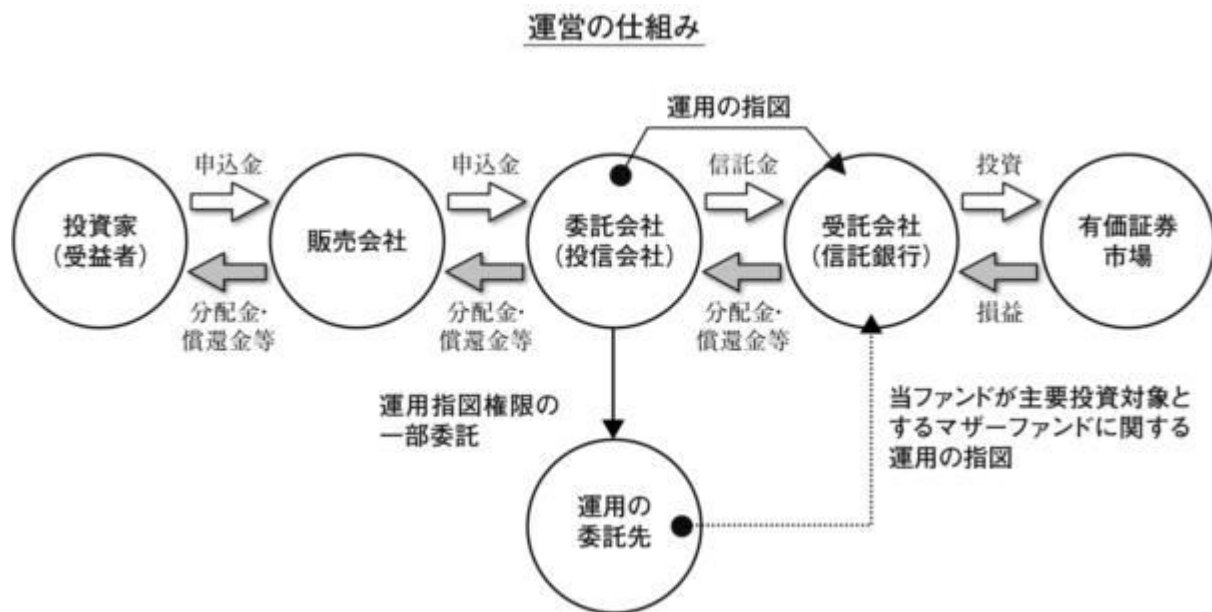 運営の仕組み
運用の指図
申込金
申込金
信託金
投資
投資家
(受益者)
販売会社
委託会社
(投信会社)
受託会社
(信託銀行)
有価証券
市場
分配金・
償還金等
分配金・
償還金等
分配金・
償還金等
損益
運用指図権限の
一部委託
当ファンドが主要投資対象と
するマザーファンドに関する
運用の指図
運用の
委託先